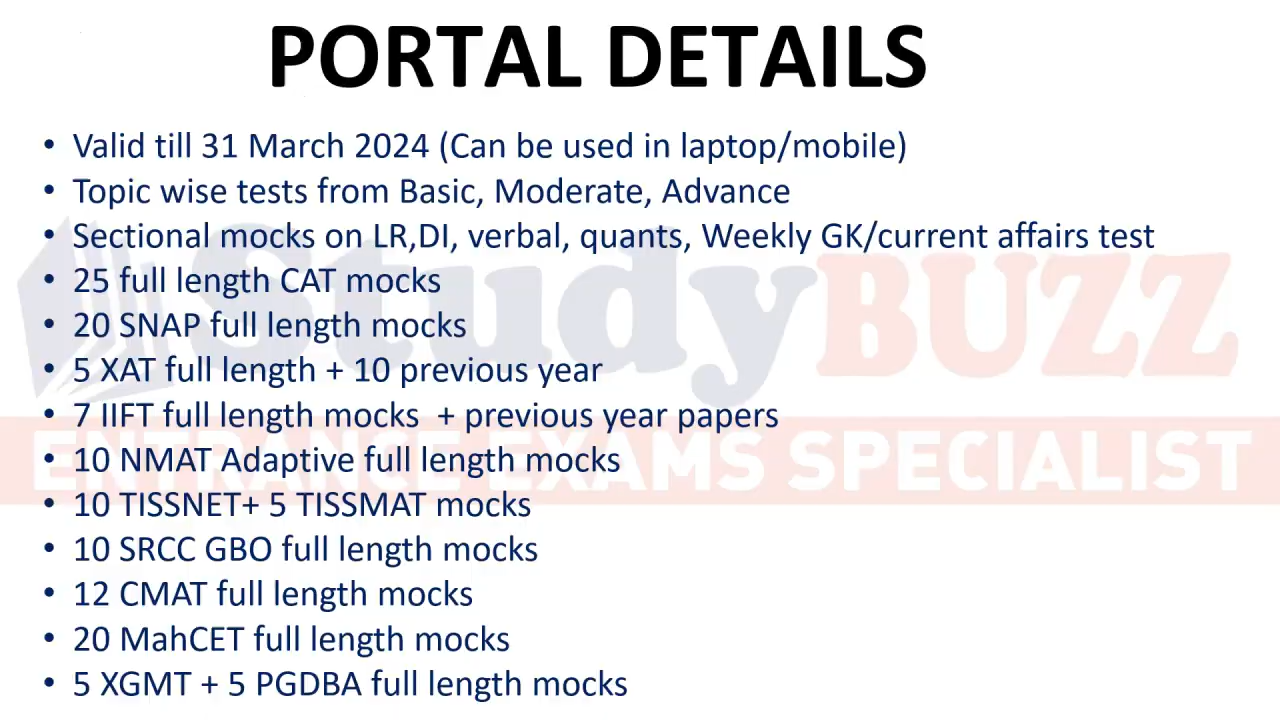 PORTAL DETAILS
• Valid till 31 March 2024 (Can be used in laptop/mobile)
• Topic wise tests from Basic, Moderate, Advance
• Sectional mocks on LR,DI, verbal, quants, Weekly GK/current affairs test
• 25 full length CAT mocks
• 20 SNAP full length mocks
• 5 XAT full length + 10 previous year
• 7 IIFT full length mocks + previous year papers
• 10 NMAT Adaptive full length mocks
• 10 TISSNET+ 5 TISSMAT mocks
• 10 SRCC GBO full length mocks
• 12 CMAT full length mocks
• 20 MahCET full length mocks
• 5 XGMT + 5 PGDBA full length mocks
StudyBUZZ
ENTRANCE EXAMS SPECIALIST